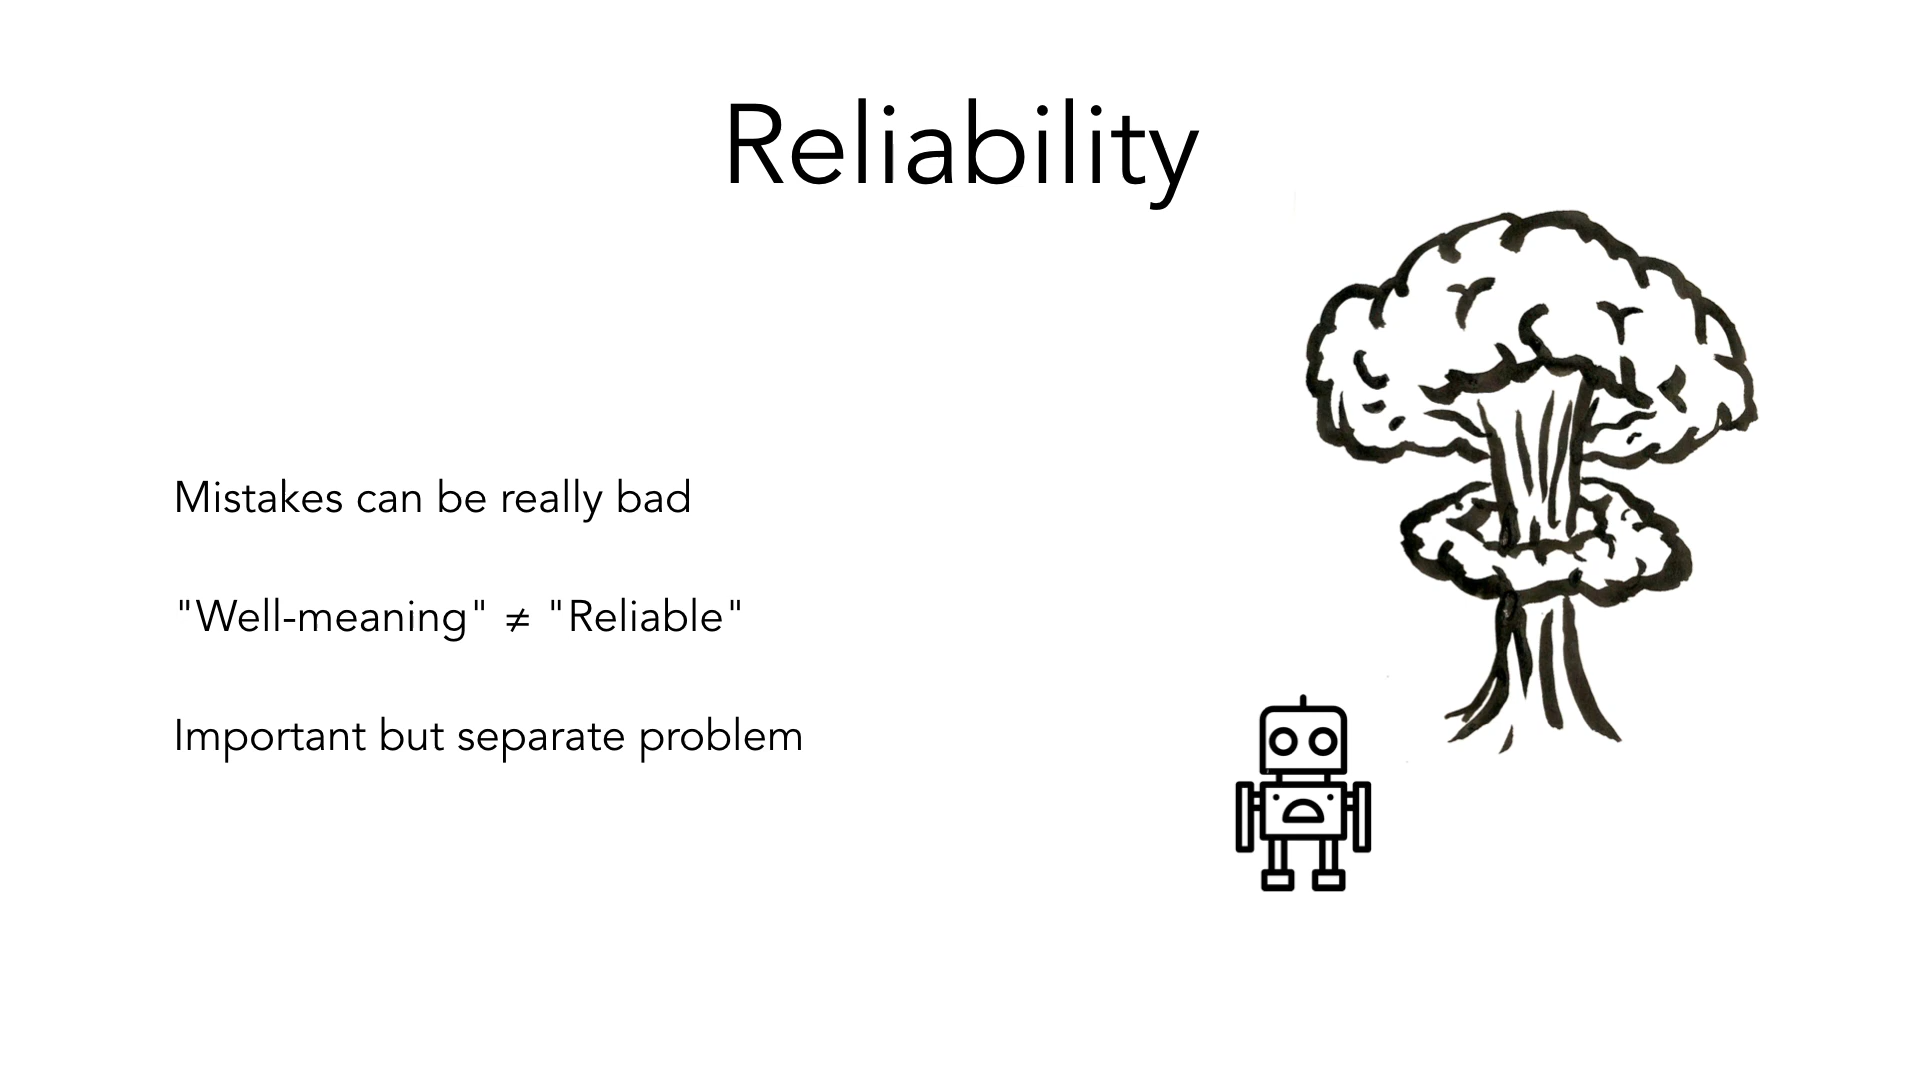 Reliability
Mistakes can be really bad
"Well-meaning" ≠ "Reliable"
Important but separate problem